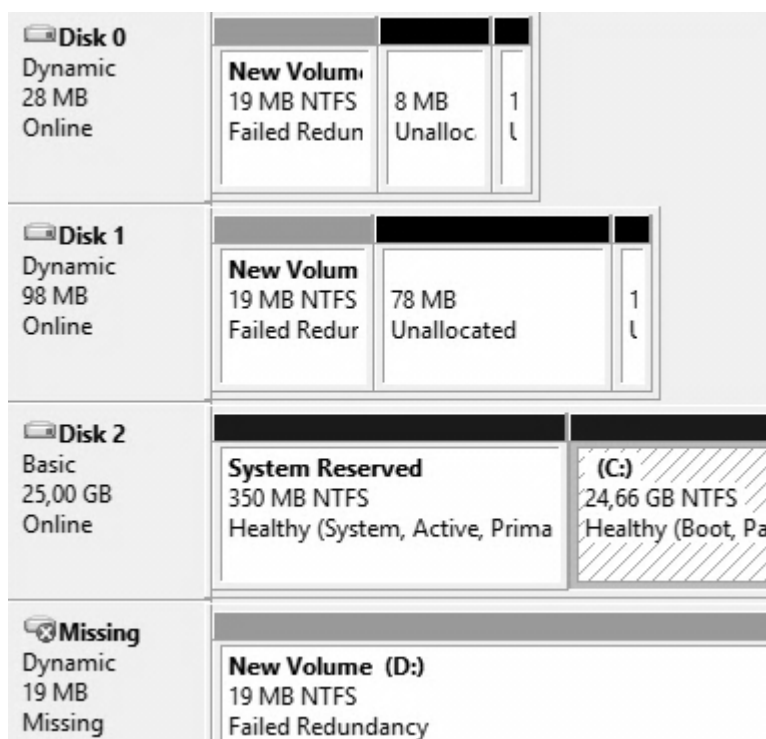 Disk 0
Dynamic
28 MB
Online
New Volum
19 MB NTFS
Failed Redun
8 MB
Unalloc
1
Disk 1
Dynamic
98 MB
Online
New Volum
19 MB NTFS
Failed Redur
78 MB
Unallocated
1
Disk 2
Basic
25,00 GB
Online
System Reserved
350 MB NTFS
Healthy (System, Active, Prima
(C:)
24,66 GB NTFS
Healthy (Boot, Pa
Missing
Dynamic
19 MB
Missing
New Volume (D:)
19 MB NTFS
Failed Redundancy